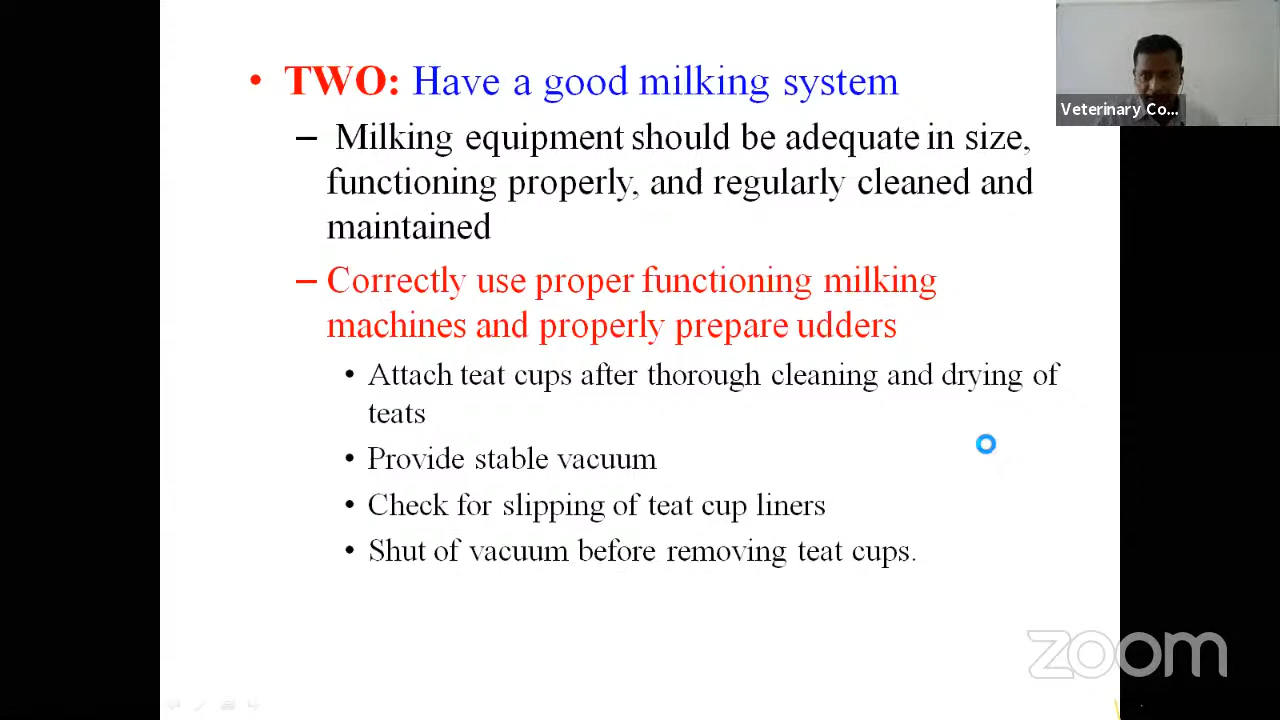 • TWO: Have a good milking system
– Milking equipment should be adequate in size,
functioning properly, and regularly cleaned and
maintained
– Correctly use proper functioning milking
machines and properly prepare udders
• Attach teat cups after thorough cleaning and drying of
teats
• Provide stable vacuum
• Check for slipping of teat cup liners
• Shut of vacuum before removing teat cups.
Veterinary Co...
zoom